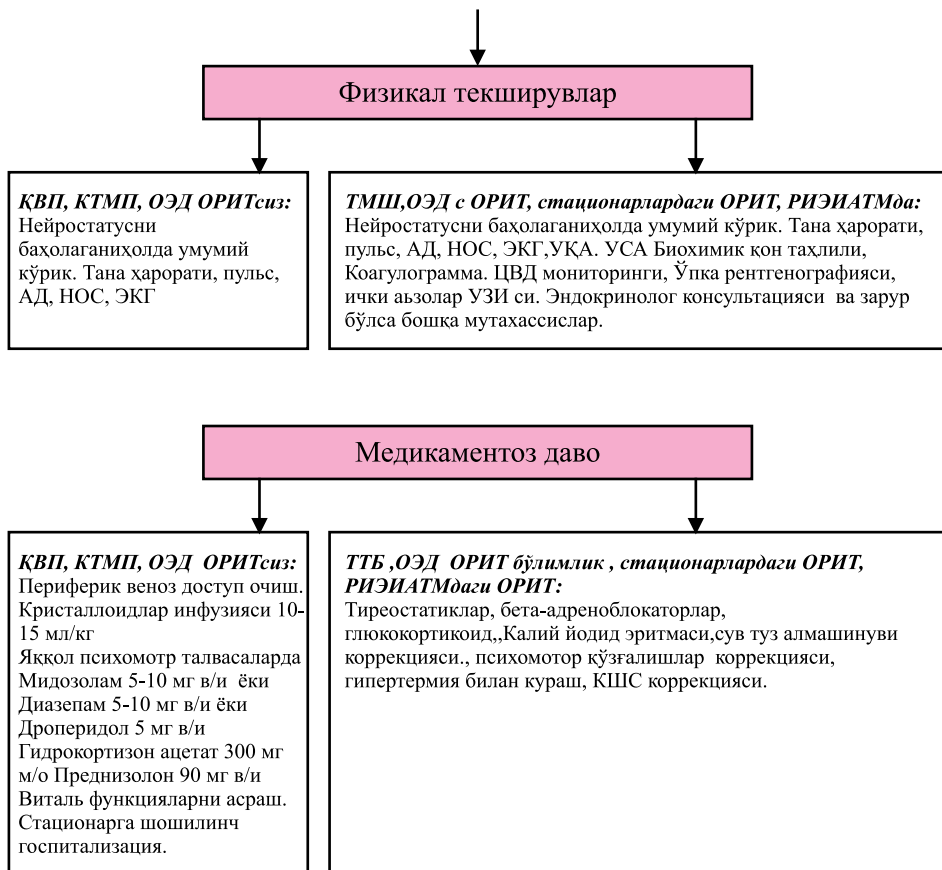 Физикал текширувлар
ҚВП, КТМП, ОЭД ОРИТсиз:
Нейростатусни
баҳолаганиҳолда умумий
кўрик. Тана ҳарорати, пульс,
АД, НОС, ЭКГ
ТМШ,ОЭД с ОРИТ, стационарлардаги ОРИТ, РИЭИАТМда:
Нейростатусни баҳолаганиҳолда умумий кўрик. Тана ҳарорати,
пульс, АД, НОС, ЭКГ,УҚА. УСА Биохимик қон таҳлили,
Коагулограмма. ЦВД мониторинги, Ўпка рентгенографияси,
ички аьзолар УЗИ си. Эндокринолог консультацияси ва зарур
бўлса бошқа мутахассислар.
Медикаментоз даво
ҚВП, КТМП, ОЭД ОРИТсиз:
Периферик веноз доступ очиш.
Кристаллоидлар инфузияси 10-
15 мл/кг
Яққол психомотр талвасаларда
Мидозолам 5-10 мг в/и ёки
Диазепам 5-10 мг в/и ёки
Дроперидол 5 мг в/и
Гидрокортизон ацетат 300 мг
м/о Преднизолон 90 мг в/и
Виталь функцияларни асраш.
Стационарга шошилинч
госпитализация.
ТТБ ,ОЭД ОРИТ бўлимлик , стационарлардаги ОРИТ,
РИЭИАТМдаги ОРИТ:
Тиреостатиклар, бета-адреноблокаторлар,
глюкокортикоид,,Калий йодид эритмаси,сув туз алмашинуви
коррекцияси., психомотор қўзғалишлар коррекцияси,
гипертермия билан кураш, КШС коррекцияси.